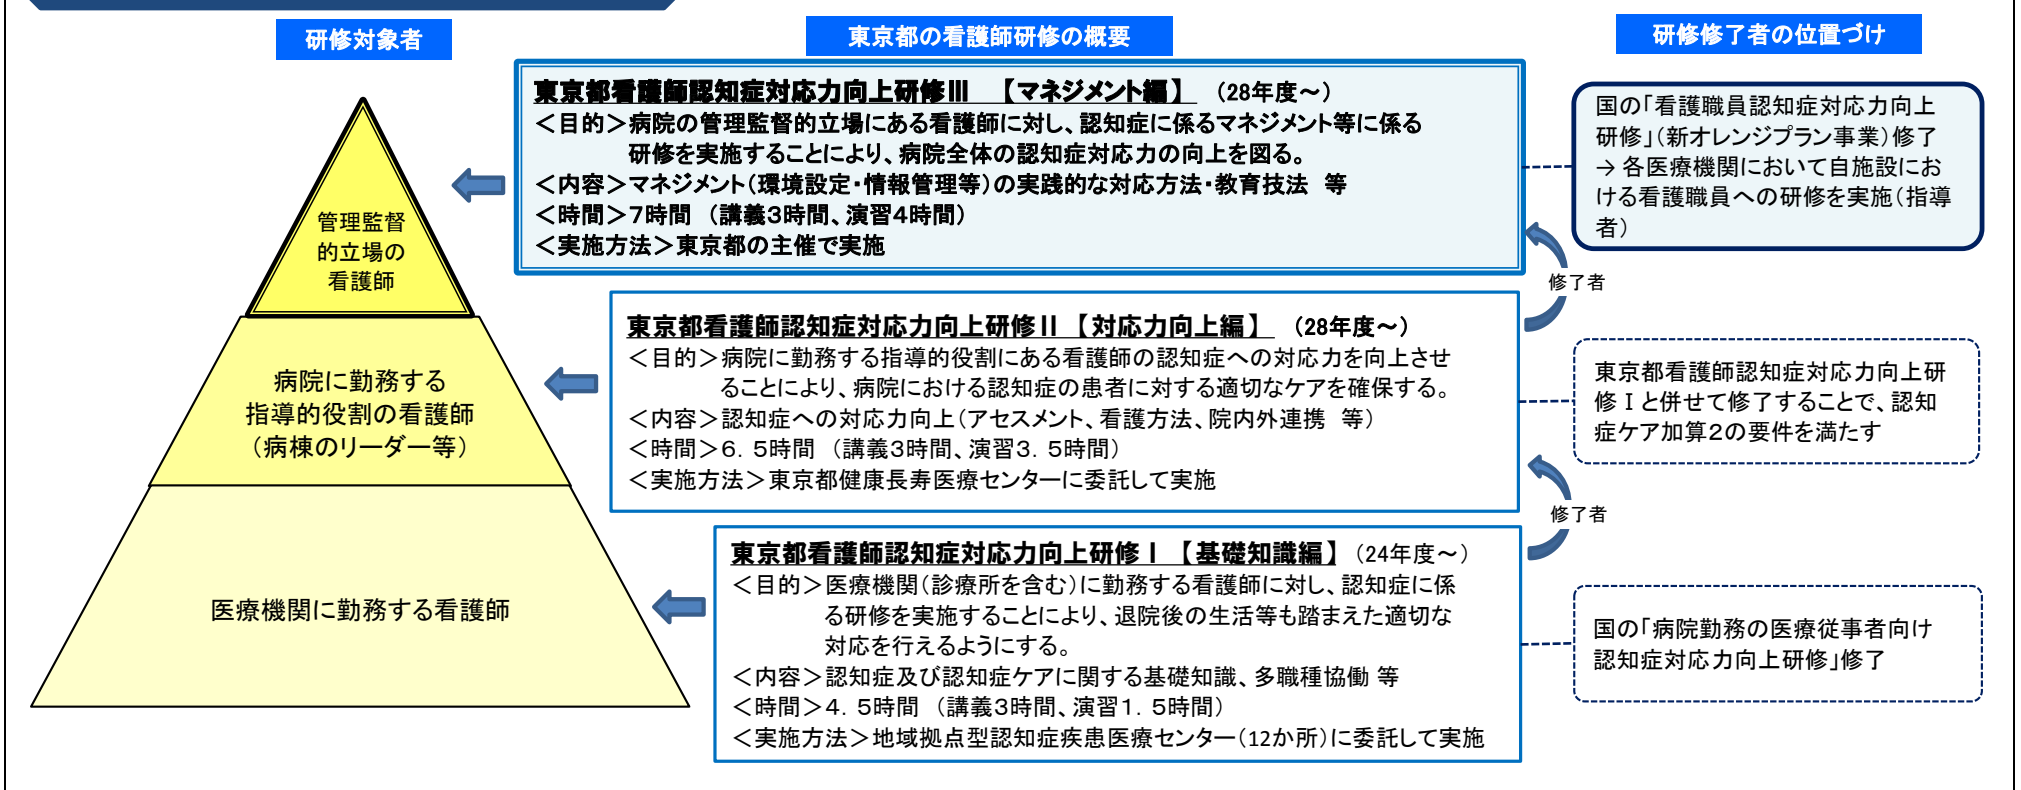 研修対象者
東京都の看護師研修の概要
研修修了者の位置づけ
管理監督
的立場の
看護師
病院に勤務する
指導的役割の看護師
（病棟のリーダー等）
医療機関に勤務する看護師
東京都看護師認知症対応力向上研修Ⅲ　【マネジメント編】　（28年度～）
＜目的＞病院の管理監督的立場にある看護師に対し、認知症に係るマネジメント等に係る
研修を実施することにより、病院全体の認知症対応力の向上を図る。
＜内容＞マネジメント（環境設定・情報管理等）の実践的な対応方法・教育技法　等
＜時間＞7時間　（講義3時間、演習4時間）
＜実施方法＞東京都の主催で実施
国の「看護職員認知症対応力向上
研修」（新オレンジプラン事業）修了
→ 各医療機関において自施設にお
ける看護職員への研修を実施（指導
者）
修了者
東京都看護師認知症対応力向上研修Ⅱ　【対応力向上編】　（28年度～）
＜目的＞病院に勤務する指導的役割にある看護師の認知症への対応力を向上させ
ることにより、病院における認知症の患者に対する適切なケアを確保する。
＜内容＞認知症への対応力向上（アセスメント、看護方法、院内外連携　等）
＜時間＞6．5時間　（講義3時間、演習3．5時間）
＜実施方法＞東京都健康長寿医療センターに委託して実施
東京都看護師認知症対応力向上研
修Ⅰと併せて修了することで、認知
症ケア加算2の要件を満たす
修了者
東京都看護師認知症対応力向上研修Ⅰ　【基礎知識編】（24年度～）
＜目的＞医療機関（診療所を含む）に勤務する看護師に対し、認知症に係
る研修を実施することにより、退院後の生活等も踏まえた適切な
対応を行えるようにする。
＜内容＞認知症及び認知症ケアに関する基礎知識、多職種協働 等
＜時間＞4．5時間　（講義3時間、演習1．5時間）
＜実施方法＞地域拠点型認知症疾患医療センター（12か所）に委託して実施
国の「病院勤務の医療従事者向け
認知症対応力向上研修」修了